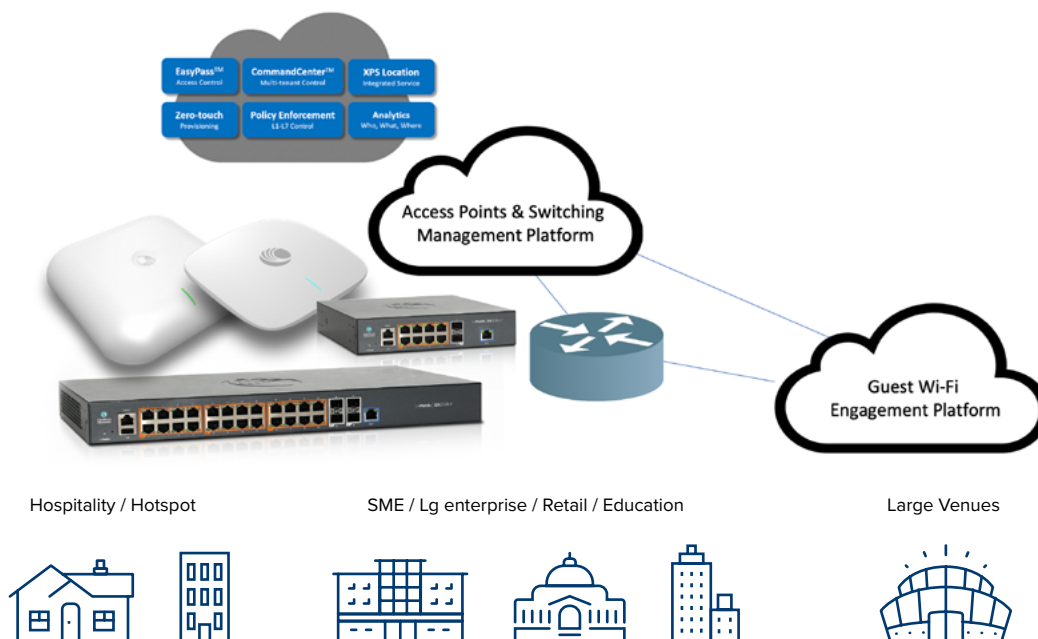 EasyPass™
Access Control
CommandCenter™
Multi-tenant Control
XPS Location
Integrated Service
Zero-touch
Provisioning
Policy Enforcement
L1-L7 Control
Analytics
Who, What, Where
Access Points & Switching
Management Platform
Guest Wi-Fi
Engagement Platform
Hospitality / Hotspot
SME / Lg enterprise / Retail / Education
Large Venues